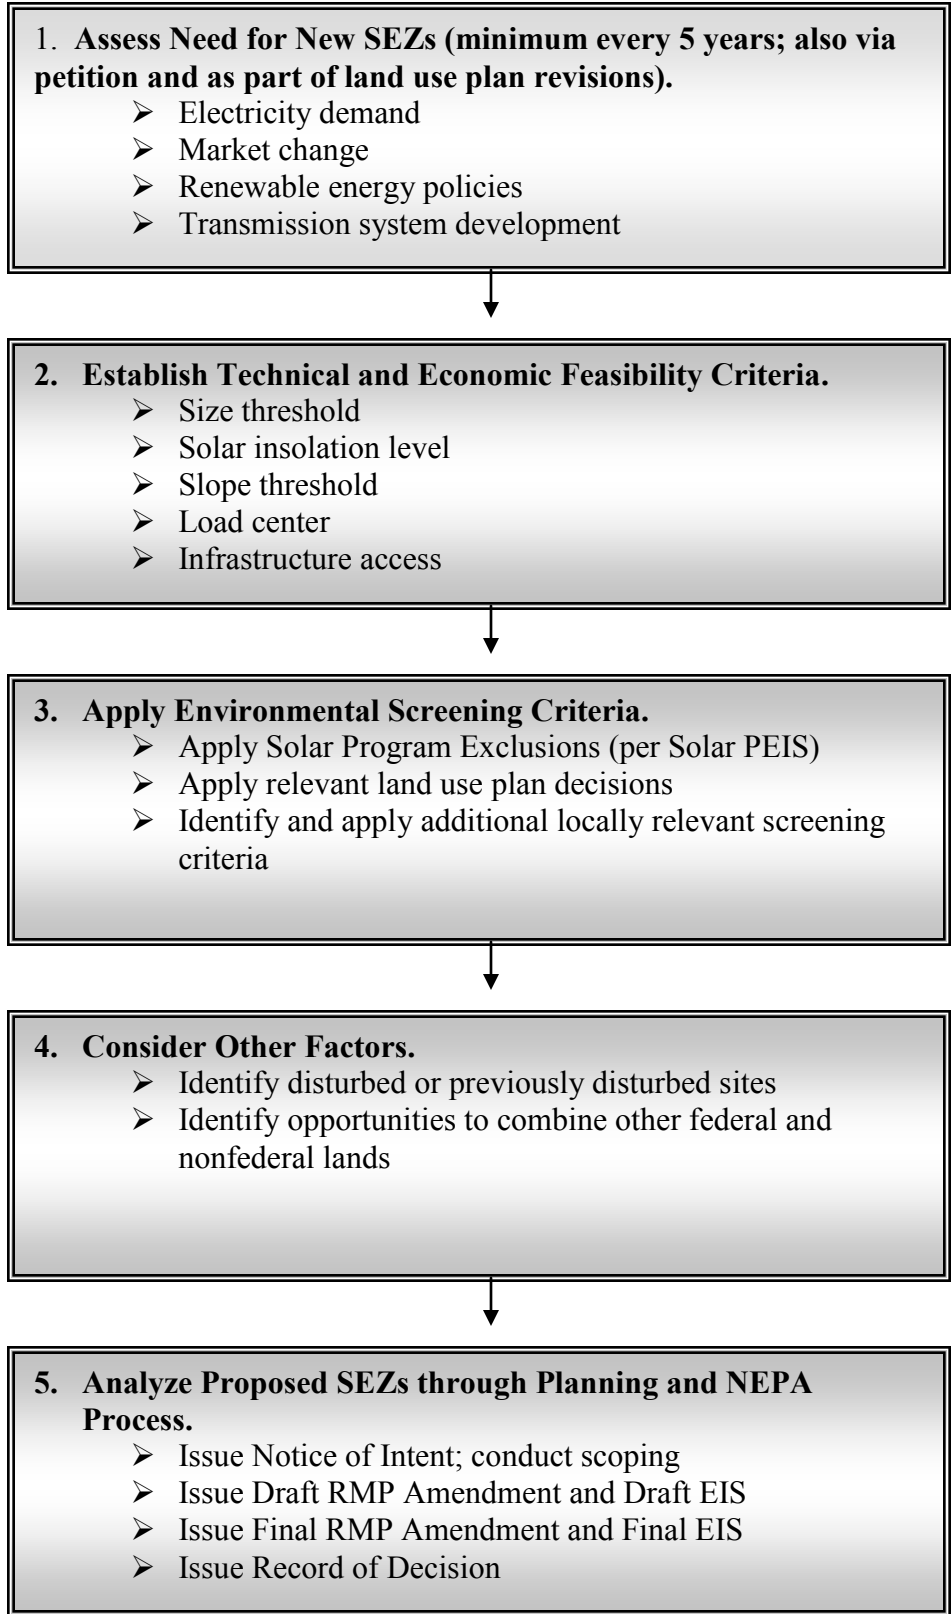 1. Assess Need for New SEZs (minimum every 5 years; also via
petition and as part of land use plan revisions).
➢ Electricity demand
➢ Market change
➢ Renewable energy policies
➢ Transmission system development
2. Establish Technical and Economic Feasibility Criteria.
➢ Size threshold
➢ Solar insolation level
➢ Slope threshold
➢ Load center
➢ Infrastructure access
3. Apply Environmental Screening Criteria.
➢ Apply Solar Program Exclusions (per Solar PEIS)
➢ Apply relevant land use plan decisions
➢ Identify and apply additional locally relevant screening
criteria
4. Consider Other Factors.
➢ Identify disturbed or previously disturbed sites
➢ Identify opportunities to combine other federal and
nonfederal lands
5. Analyze Proposed SEZs through Planning and NEPA
Process.
➢ Issue Notice of Intent; conduct scoping
➢ Issue Draft RMP Amendment and Draft EIS
➢ Issue Final RMP Amendment and Final EIS
➢ Issue Record of Decision